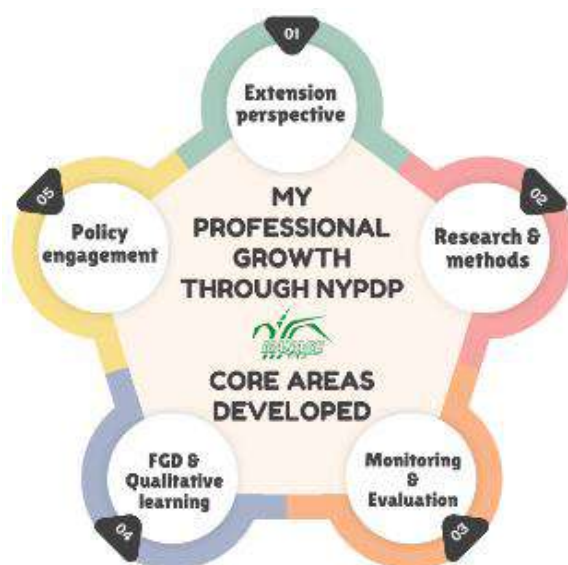 01
Extension
perspective
02
Research &
methods
03
Monitoring
&
Evaluation
04
FGD &
Qualitative
learning
05
Policy
engagement
MY
PROFESSIONAL
GROWTH
THROUGH NYPDP
CORE AREAS
DEVELOPED